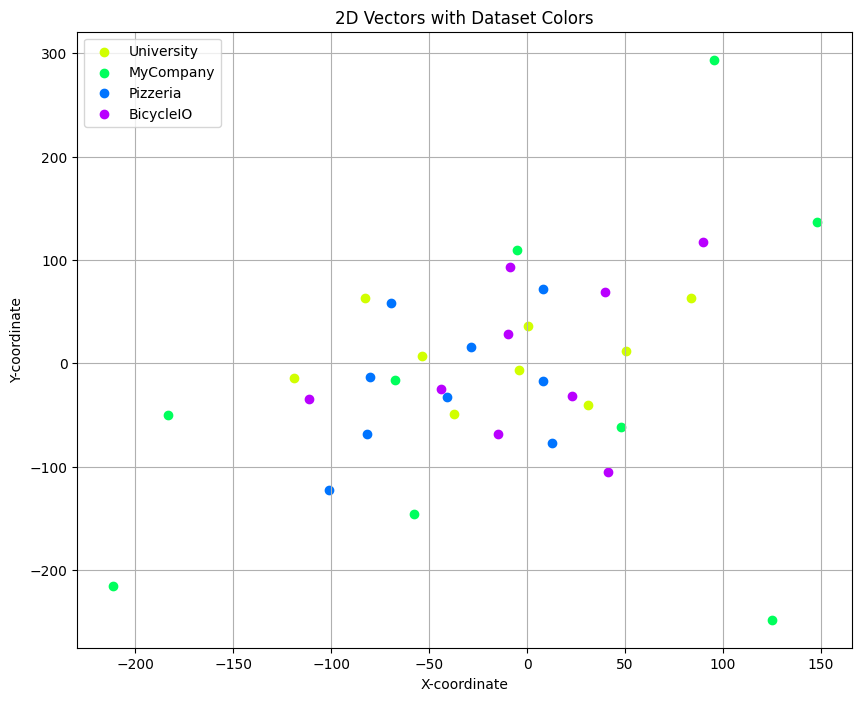 2D Vectors with Dataset Colors
University
MyCompany
Pizzeria
BicycleIO
300
200
100
0
−100
−200
Y-coordinate
−200
−150
−100
−50
0
50
100
150
X-coordinate